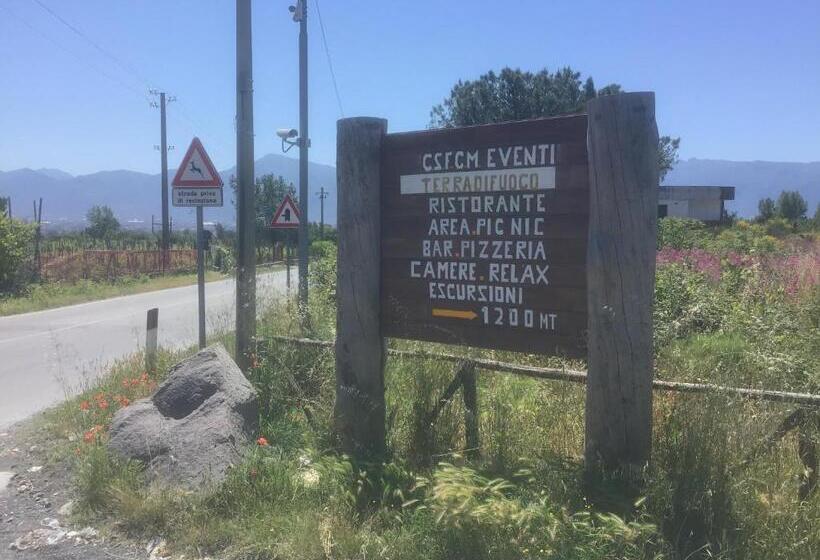 strada priva
di recinzione
CSFCM EVENTI
TERRADIFUOCO
RISTORANTE
AREA.PIC NIC
BAR.PIZZERIA
CAMERE.RELAX
ESCURSIONI
1200 MT